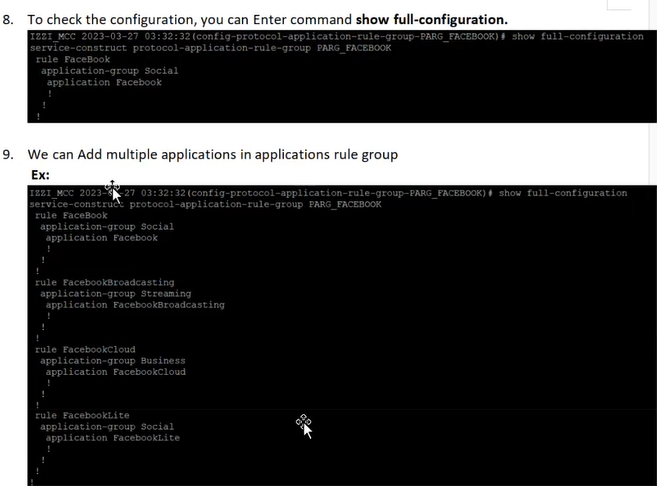 8. To check the configuration, you can Enter command show full-configuration.
IZZI_MCC 2023-03-27 03:32:32(config-protocol-application-rule-group-PARG_FACEBOOK)# show full-configuration
service-construct protocol-application-rule-group PARG_FACEBOOK
rule FaceBook
application-group Social
application Facebook
!
!
!
9. We can Add multiple applications in applications rule group
Ex:
IZZI_MCC 2023-03-27 03:32:32(config-protocol-application-rule-group-PARG_FACEBOOK)# show full-configuration
service-construct protocol-application-rule-group PARG_FACEBOOK
rule FaceBook
application-group Social
application Facebook
!
!
!
rule FacebookBroadcasting
application-group Streaming
application FacebookBroadcasting
!
!
!
rule FacebookCloud
application-group Business
application FacebookCloud
!
!
!
rule FacebookLite
application-group Social
application FacebookLite
!
!
!
!